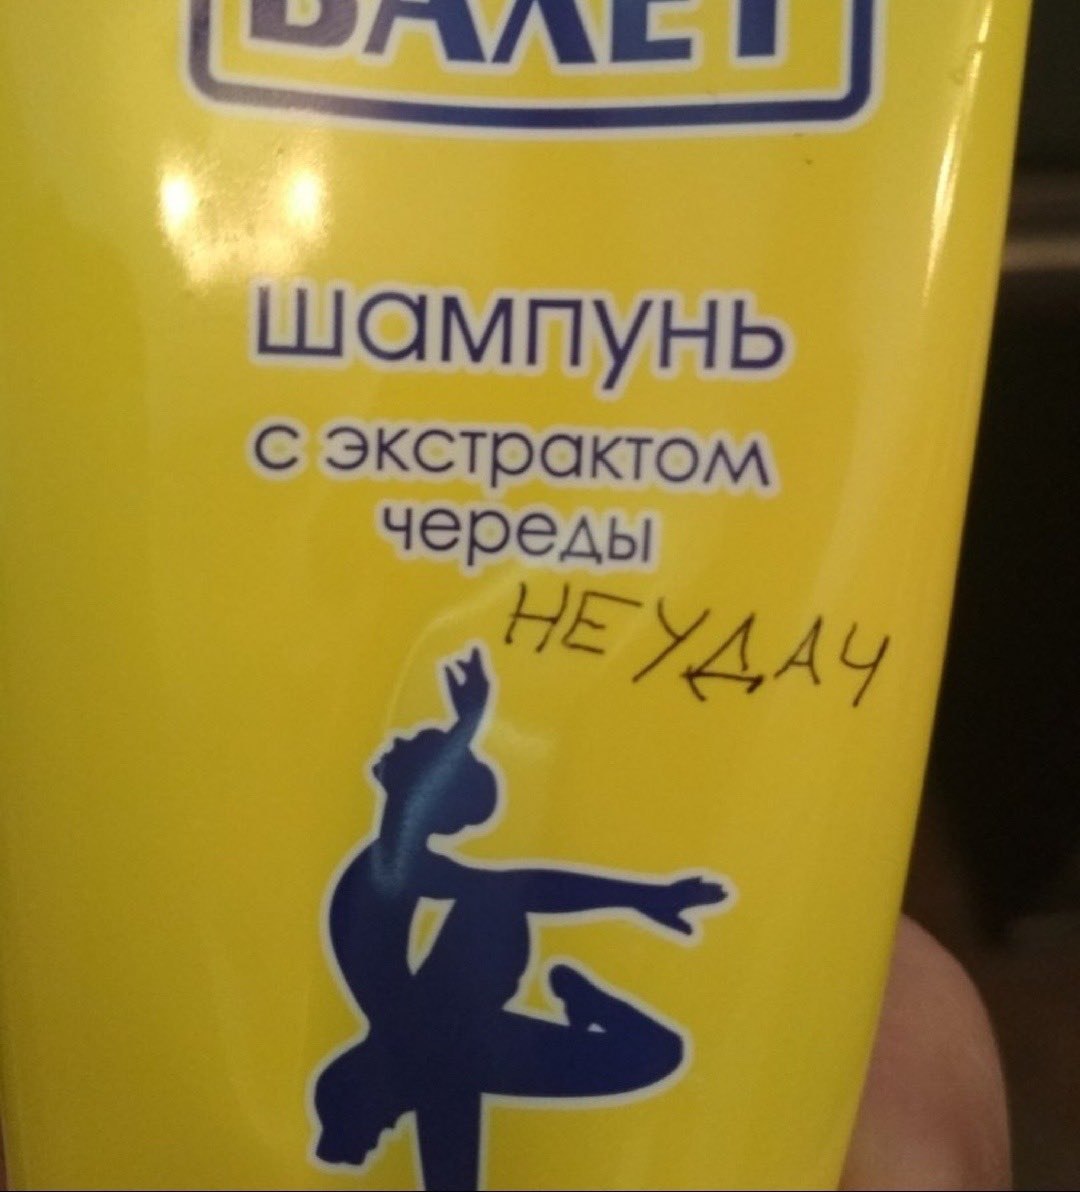 БАЛЕТ
шампунь
с экстрактом
череды
НЕУДАЧ